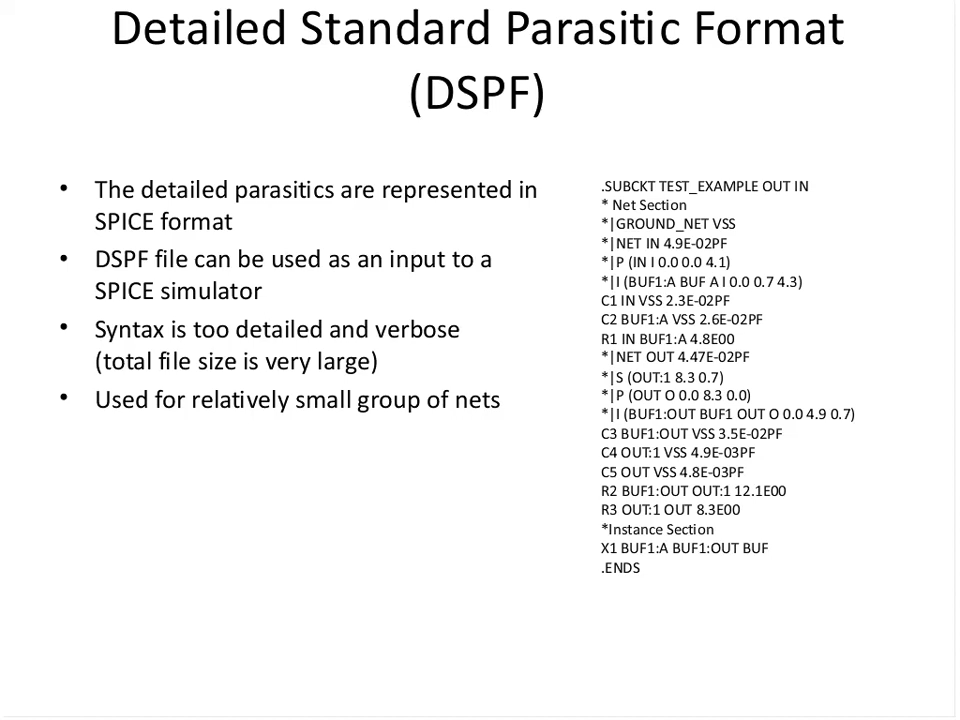 Detailed Standard Parasitic Format
(DSPF)
• The detailed parasitics are represented in
SPICE format
• DSPF file can be used as an input to a
SPICE simulator
• Syntax is too detailed and verbose
(total file size is very large)
• Used for relatively small group of nets
.SUBCKT TEST_EXAMPLE OUT IN
* Net Section
*|GROUND_NET VSS
*|NET IN 4.9E-02PF
*|P (IN I 0.0 0.0 4.1)
*|I (BUF1:A BUF A I 0.0 0.7 4.3)
C1 IN VSS 2.3E-02PF
C2 BUF1:A VSS 2.6E-02PF
R1 IN BUF1:A 4.8E00
*|NET OUT 4.47E-02PF
*|S (OUT:1 8.3 0.7)
*|P (OUT O 0.0 8.3 0.0)
*|I (BUF1:OUT BUF1 OUT O 0.0 4.9 0.7)
C3 BUF1:OUT VSS 3.5E-02PF
C4 OUT:1 VSS 4.9E-03PF
C5 OUT VSS 4.8E-03PF
R2 BUF1:OUT OUT:1 12.1E00
R3 OUT:1 OUT 8.3E00
*Instance Section
X1 BUF1:A BUF1:OUT BUF
.ENDS